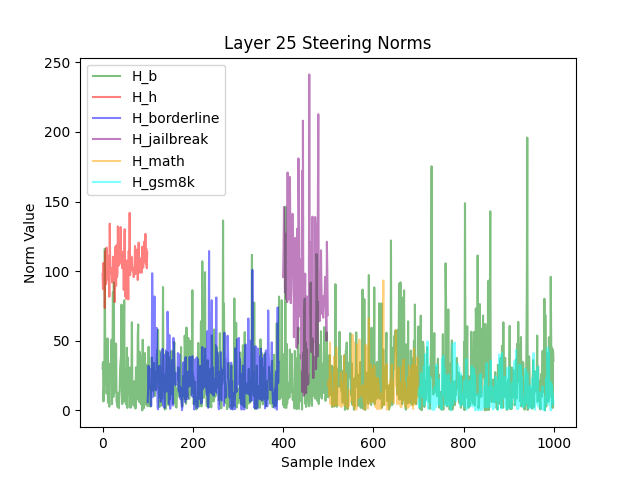 Layer 25 Steering Norms
250
200
150
100
50
0
Norm Value
H_b
H_h
H_borderline
H_jailbreak
H_math
H_gsm8k
0
200
400
600
800
1000
Sample Index